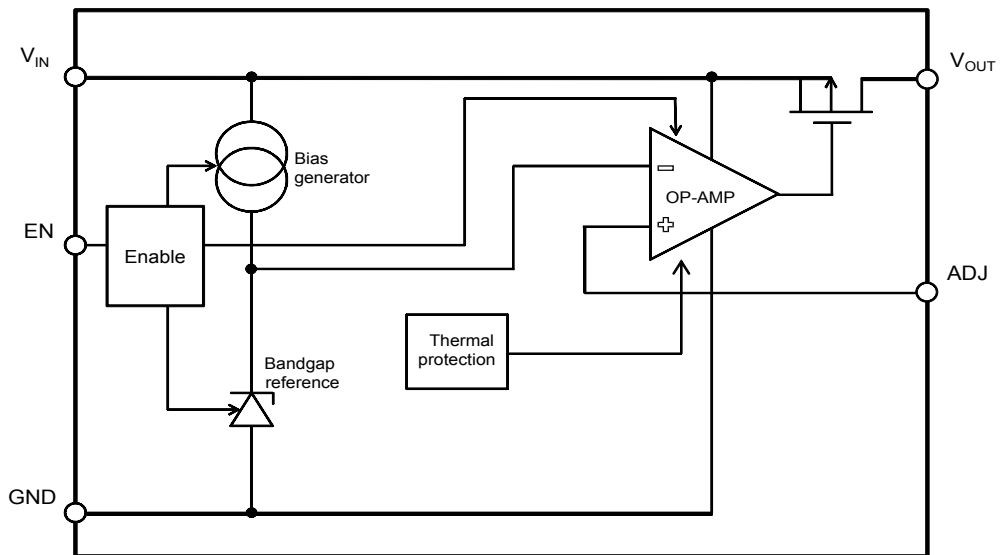 V_IN
V_OUT
Bias
generator
OP-AMP
EN
Enable
ADJ
Thermal
protection
Bandgap
reference
GND